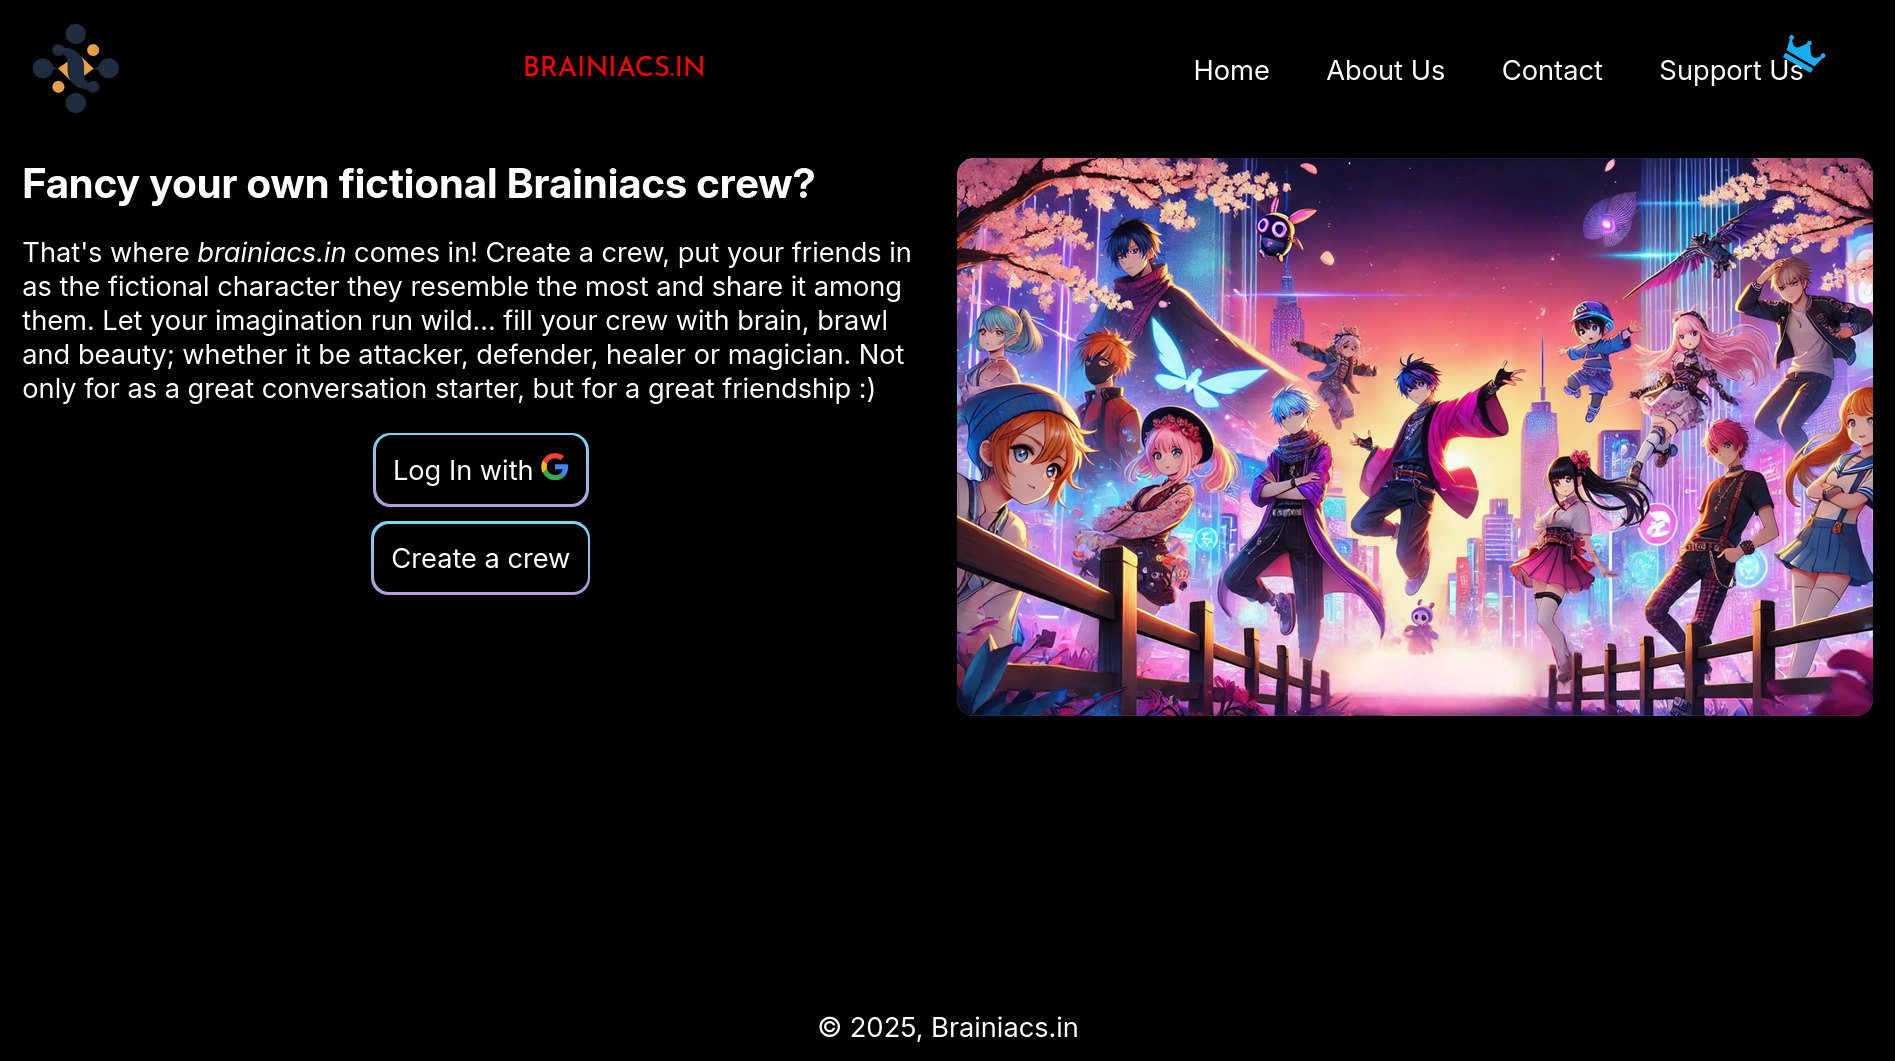 BRAINIACS.IN
Home About Us Contact Support Us
Fancy your own fictional Brainiacs crew?
That's where brainiacs.in comes in! Create a crew, put your friends in
as the fictional character they resemble the most and share it among
them. Let your imagination run wild... fill your crew with brain, brawl
and beauty; whether it be attacker, defender, healer or magician. Not
only for as a great conversation starter, but for a great friendship :)
Log In with G
Create a crew
© 2025, Brainiacs.in